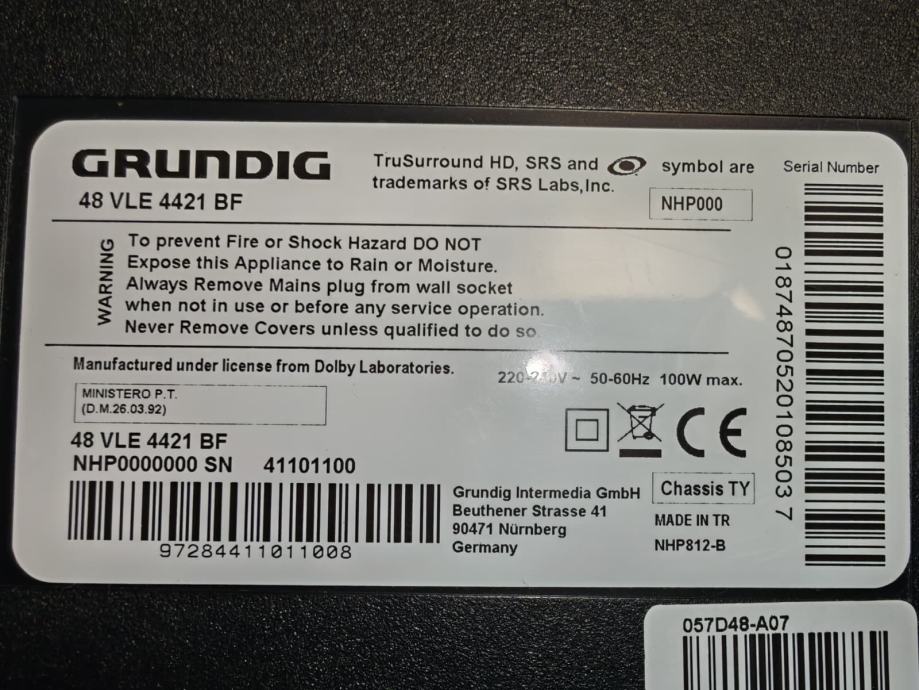 GRUNDIG
48 VLE 4421 BF
TruSurround HD, SRS and symbol are
trademarks of SRS Labs,Inc.
NHP000
Serial Number
WARNING
To prevent Fire or Shock Hazard DO NOT
Expose this Appliance to Rain or Moisture.
Always Remove Mains plug from wall socket
when not in use or before any service operation.
Never Remove Covers unless qualified to do so.
Manufactured under license from Dolby Laboratories.
220-240V ~ 50-60Hz 100W max.
MINISTERO P.T.
(D.M.26.03.92)
48 VLE 4421 BF
NHP0000000 SN 41101100
97284411011008
CE
Grundig Intermedia GmbH
Beuthener Strasse 41
90471 Nürnberg
Germany
Chassis TY
MADE IN TR
NHP812-B
01874870520108503 7
057D48-A07